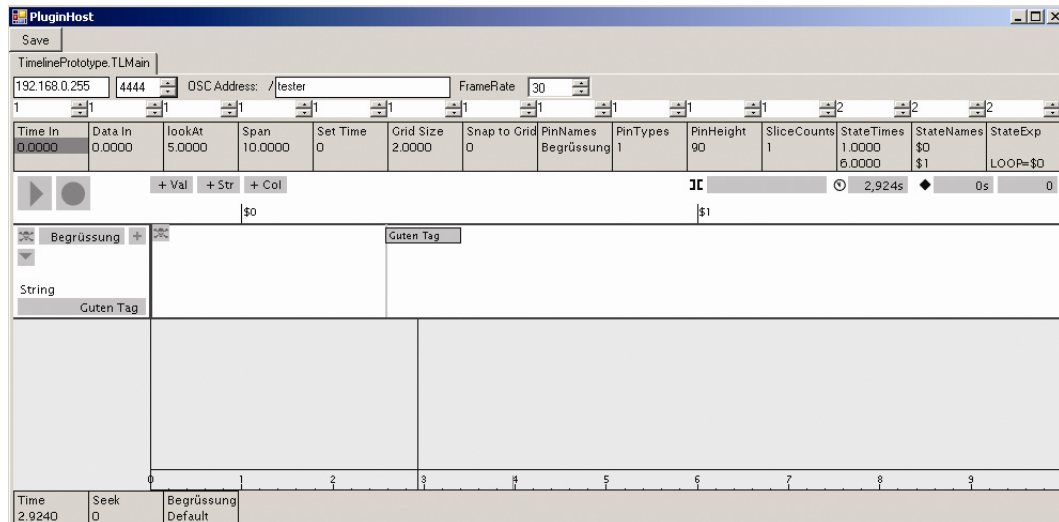 PluginHost
Save
TimelinePrototype.TLMain
192.168.0.255 4444 OSC Address: / tester FrameRate 30
1 1 1 1 1 1 1 1 1 1 1 2 2 2
Time In Data In lookAt Span Set Time Grid Size Snap to Grid PinNames PinTypes PinHeight SliceCounts StateTimes StateNames StateExp
0.0000 0.0000 5.0000 10.0000 0 2.0000 0 Begrüssung 1 90 1 1.0000 $0
6.0000 $1 LOOP=$0
+ Val + Str + Col 2,924s 0s 0
$0 $1
Begrüssung + Guten Tag
String
Guten Tag
0 1 2 3 4 5 6 7 8 9
Time Seek Begrüssung
2.9240 0 Default